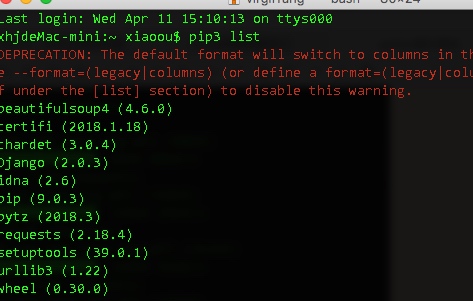 bash
80×24
Last login: Wed Apr 11 15:10:13 on ttys000
xhjdeMac-mini:~ xiaoou$ pip3 list
DEPRECATION: The default format will switch to columns in th
e --format=(legacy|columns) (or define a format=(legacy|colu
f under the [list] section) to disable this warning.
beautifulsoup4 (4.6.0)
certifi (2018.1.18)
chardet (3.0.4)
Django (2.0.3)
idna (2.6)
pip (9.0.3)
pytz (2018.3)
requests (2.18.4)
setuptools (39.0.1)
urllib3 (1.22)
wheel (0.30.0)